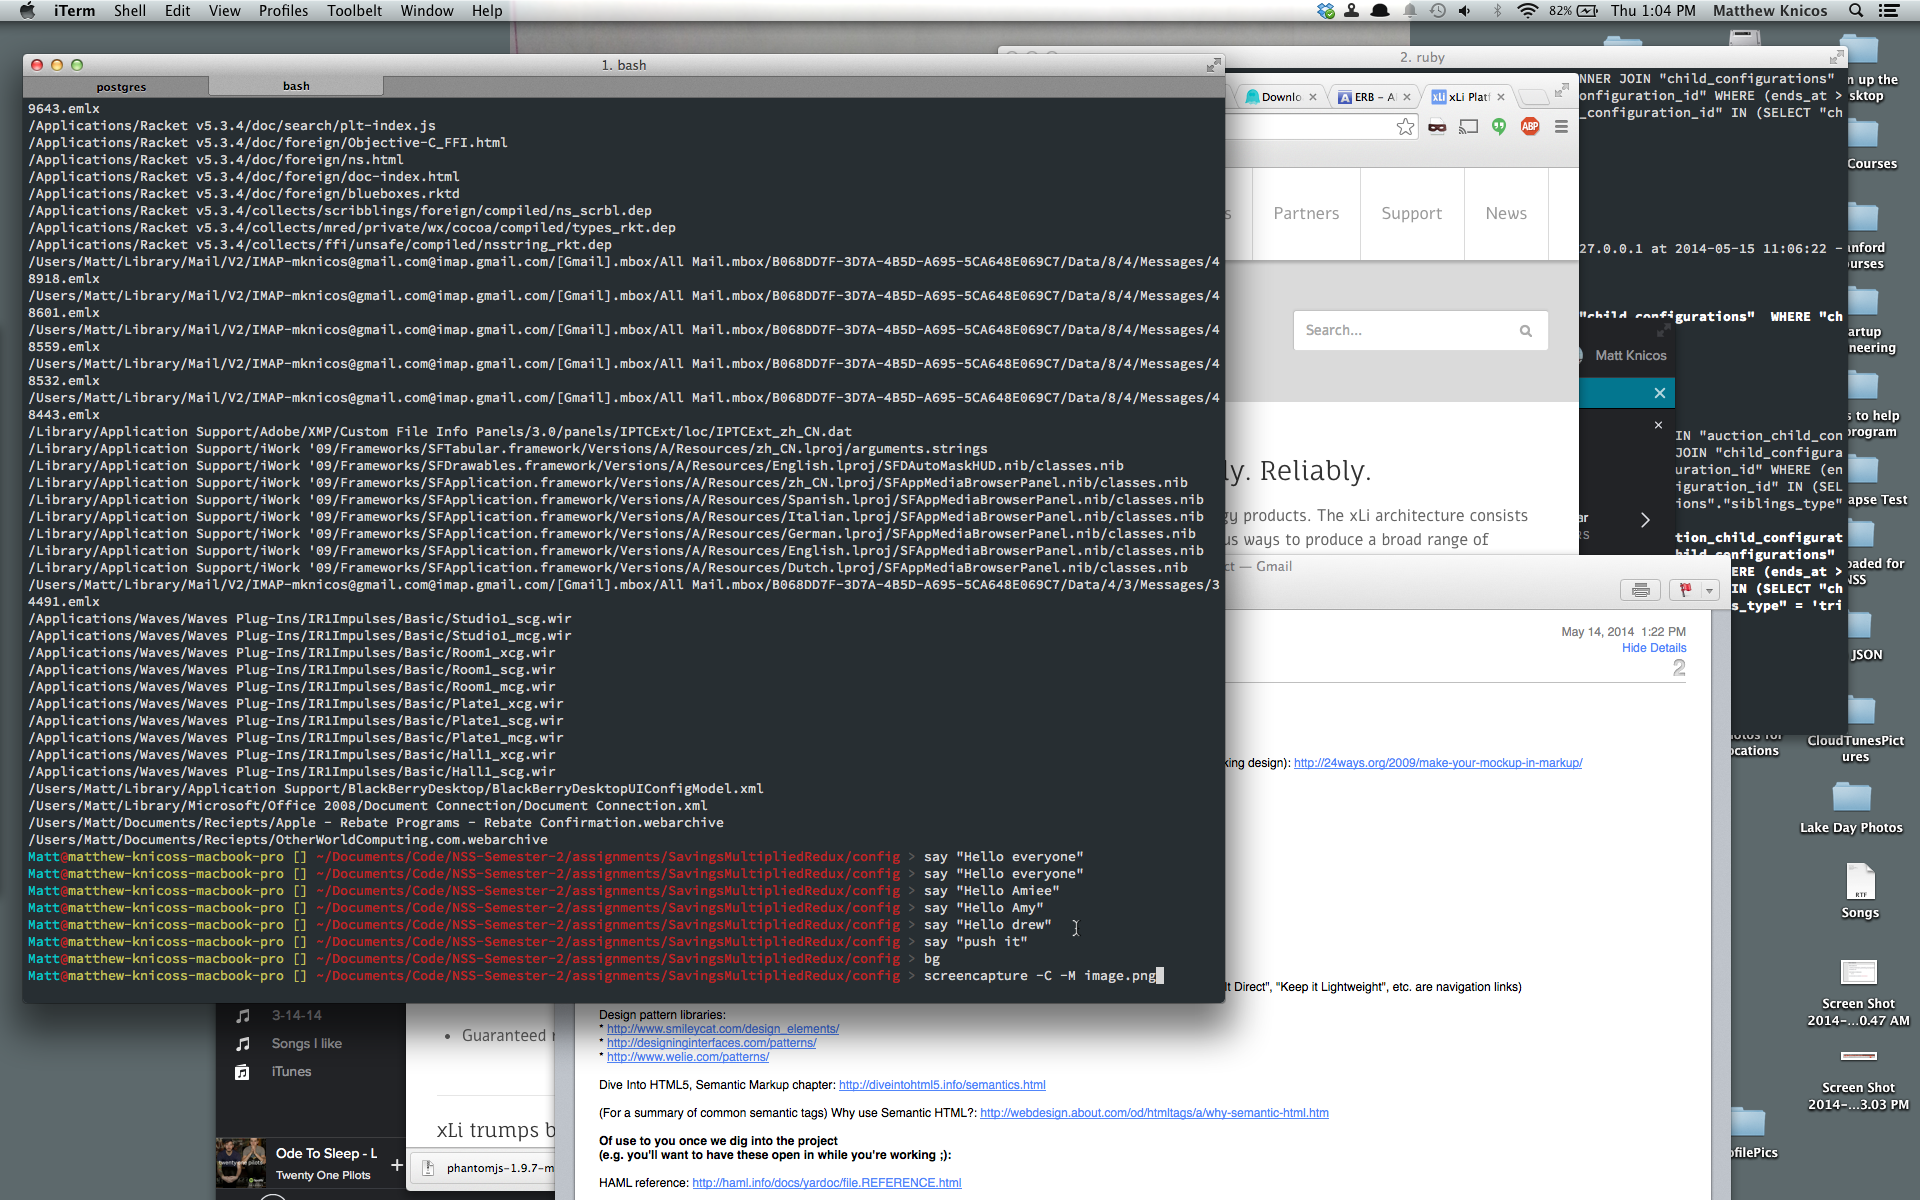 iTerm Shell Edit View Profiles Toolbelt Window Help
82% Thu 1:04 PM Matthew Knicos
1. bash
postgres
bash
9643.emlx
/Applications/Racket v5.3.4/doc/search/plt-index.js
/Applications/Racket v5.3.4/doc/foreign/Objective-C_FFI.html
/Applications/Racket v5.3.4/doc/foreign/ns.html
/Applications/Racket v5.3.4/doc/foreign/doc-index.html
/Applications/Racket v5.3.4/doc/foreign/blueboxes.rktd
/Applications/Racket v5.3.4/collects/scribblings/foreign/compiled/ns_scrbl.dep
/Applications/Racket v5.3.4/collects/mred/private/wx/cocoa/compiled/types_rkt.dep
/Applications/Racket v5.3.4/collects/ffi/unsafe/compiled/nsstring_rkt.dep
/Users/Matt/Library/Mail/V2/IMAP-mknicos@gmail.com@imap.gmail.com/[Gmail].mbox/All Mail.mbox/B068DD7F-3D7A-4B5D-A695-5CA648E069C7/Data/8/4/Messages/4
8918.emlx
/Users/Matt/Library/Mail/V2/IMAP-mknicos@gmail.com@imap.gmail.com/[Gmail].mbox/All Mail.mbox/B068DD7F-3D7A-4B5D-A695-5CA648E069C7/Data/8/4/Messages/4
8601.emlx
/Users/Matt/Library/Mail/V2/IMAP-mknicos@gmail.com@imap.gmail.com/[Gmail].mbox/All Mail.mbox/B068DD7F-3D7A-4B5D-A695-5CA648E069C7/Data/8/4/Messages/4
8559.emlx
/Users/Matt/Library/Mail/V2/IMAP-mknicos@gmail.com@imap.gmail.com/[Gmail].mbox/All Mail.mbox/B068DD7F-3D7A-4B5D-A695-5CA648E069C7/Data/8/4/Messages/4
8532.emlx
/Users/Matt/Library/Mail/V2/IMAP-mknicos@gmail.com@imap.gmail.com/[Gmail].mbox/All Mail.mbox/B068DD7F-3D7A-4B5D-A695-5CA648E069C7/Data/8/4/Messages/4
8443.emlx
/Library/Application Support/Adobe/XMP/Custom File Info Panels/3.0/panels/IPTCExt/loc/IPTCExt_zh_CN.dat
/Library/Application Support/iWork '09/Frameworks/SFTabular.framework/Versions/A/Resources/zh_CN.lproj/arguments.strings
/Library/Application Support/iWork '09/Frameworks/SFDrawables.framework/Versions/A/Resources/English.lproj/SFDAutoMaskHUD.nib/classes.nib
/Library/Application Support/iWork '09/Frameworks/SFApplication.framework/Versions/A/Resources/zh_CN.lproj/SFAppMediaBrowserPanel.nib/classes.nib
/Library/Application Support/iWork '09/Frameworks/SFApplication.framework/Versions/A/Resources/Spanish.lproj/SFAppMediaBrowserPanel.nib/classes.nib
/Library/Application Support/iWork '09/Frameworks/SFApplication.framework/Versions/A/Resources/Italian.lproj/SFAppMediaBrowserPanel.nib/classes.nib
/Library/Application Support/iWork '09/Frameworks/SFApplication.framework/Versions/A/Resources/German.lproj/SFAppMediaBrowserPanel.nib/classes.nib
/Library/Application Support/iWork '09/Frameworks/SFApplication.framework/Versions/A/Resources/English.lproj/SFAppMediaBrowserPanel.nib/classes.nib
/Library/Application Support/iWork '09/Frameworks/SFApplication.framework/Versions/A/Resources/Dutch.lproj/SFAppMediaBrowserPanel.nib/classes.nib
/Users/Matt/Library/Mail/V2/IMAP-mknicos@gmail.com@imap.gmail.com/[Gmail].mbox/All Mail.mbox/B068DD7F-3D7A-4B5D-A695-5CA648E069C7/Data/4/3/Messages/3
4491.emlx
/Applications/Waves/Waves Plug-Ins/IR1Impulses/Basic/Studio1_scg.wir
/Applications/Waves/Waves Plug-Ins/IR1Impulses/Basic/Studio1_mcg.wir
/Applications/Waves/Waves Plug-Ins/IR1Impulses/Basic/Room1_xcg.wir
/Applications/Waves/Waves Plug-Ins/IR1Impulses/Basic/Room1_scg.wir
/Applications/Waves/Waves Plug-Ins/IR1Impulses/Basic/Room1_mcg.wir
/Applications/Waves/Waves Plug-Ins/IR1Impulses/Basic/Plate1_xcg.wir
/Applications/Waves/Waves Plug-Ins/IR1Impulses/Basic/Plate1_scg.wir
/Applications/Waves/Waves Plug-Ins/IR1Impulses/Basic/Plate1_mcg.wir
/Applications/Waves/Waves Plug-Ins/IR1Impulses/Basic/Hall1_xcg.wir
/Applications/Waves/Waves Plug-Ins/IR1Impulses/Basic/Hall1_scg.wir
/Users/Matt/Library/Application Support/BlackBerryDesktop/BlackBerryDesktopUIConfigModel.xml
/Users/Matt/Library/Microsoft/Office 2008/Document Connection/Document Connection.xml
/Users/Matt/Documents/Reciepts/Apple - Rebate Programs - Rebate Confirmation.webarchive
/Users/Matt/Documents/Reciepts/OtherWorldComputing.com.webarchive
Matt@matthew-knicoss-macbook-pro [] ~/Documents/Code/NSS-Semester-2/assignments/SavingsMultipliedRedux/config > say "Hello everyone"
Matt@matthew-knicoss-macbook-pro [] ~/Documents/Code/NSS-Semester-2/assignments/SavingsMultipliedRedux/config > say "Hello everyone"
Matt@matthew-knicoss-macbook-pro [] ~/Documents/Code/NSS-Semester-2/assignments/SavingsMultipliedRedux/config > say "Hello Amiee"
Matt@matthew-knicoss-macbook-pro [] ~/Documents/Code/NSS-Semester-2/assignments/SavingsMultipliedRedux/config > say "Hello Amy"
Matt@matthew-knicoss-macbook-pro [] ~/Documents/Code/NSS-Semester-2/assignments/SavingsMultipliedRedux/config > say "Hello drew"
Matt@matthew-knicoss-macbook-pro [] ~/Documents/Code/NSS-Semester-2/assignments/SavingsMultipliedRedux/config > say "push it"
Matt@matthew-knicoss-macbook-pro [] ~/Documents/Code/NSS-Semester-2/assignments/SavingsMultipliedRedux/config > bg
Matt@matthew-knicoss-macbook-pro [] ~/Documents/Code/NSS-Semester-2/assignments/SavingsMultipliedRedux/config > screencapture -C -M image.png
2. ruby
Downlo
ERB – Al
xLi Platf
ABP
s Partners Support News
Search...
ly. Reliably.
gy products. The xLi architecture consists
us ways to produce a broad range of
NNER JOIN "child_configurations"
onfiguration_id" WHERE (ends_at >
_configuration_id" IN (SELECT "ch
27.0.0.1 at 2014-05-15 11:06:22 -
"child_configurations" WHERE "ch
Matt Knicos
IN "auction_child_con
JOIN "child_configura
uration_id" WHERE (en
iguration_id" IN (SEL
ons"."siblings_type"
ction_child_configurat
hild_configurations"
ERE (ends_at >
IN (SELECT "ch
s_type" = 'tri
ar
RS
ct — Gmail
May 14, 2014 1:22 PM
Hide Details
2
king design): http://24ways.org/2009/make-your-mockup-in-markup/
It Direct", "Keep it Lightweight", etc. are navigation links)
Design pattern libraries:
* http://www.smileycat.com/design_elements/
* http://designinginterfaces.com/patterns/
* http://www.welie.com/patterns/
Dive Into HTML5, Semantic Markup chapter: http://diveintohtml5.info/semantics.html
(For a summary of common semantic tags) Why use Semantic HTML?: http://webdesign.about.com/od/htmltags/a/why-semantic-html.htm
Of use to you once we dig into the project
(e.g. you'll want to have these open in while you're working ;):
HAML reference: http://haml.info/docs/yardoc/file.REFERENCE.html
3-14-14
Songs I like
iTunes
Ode To Sleep - L
Twenty One Pilots
• Guaranteed r
xLi trumps b
phantomjs-1.9.7-m
n up the
sktop
Courses
anford
urses
artup
neering
s to help
program
apse Test
oaded for
NSS
JSON
otos for
ocations
CloudTunesPict
ures
Lake Day Photos
RTF
Songs
Screen Shot
2014-...0.47 AM
Screen Shot
2014-...3.03 PM
ofilePics